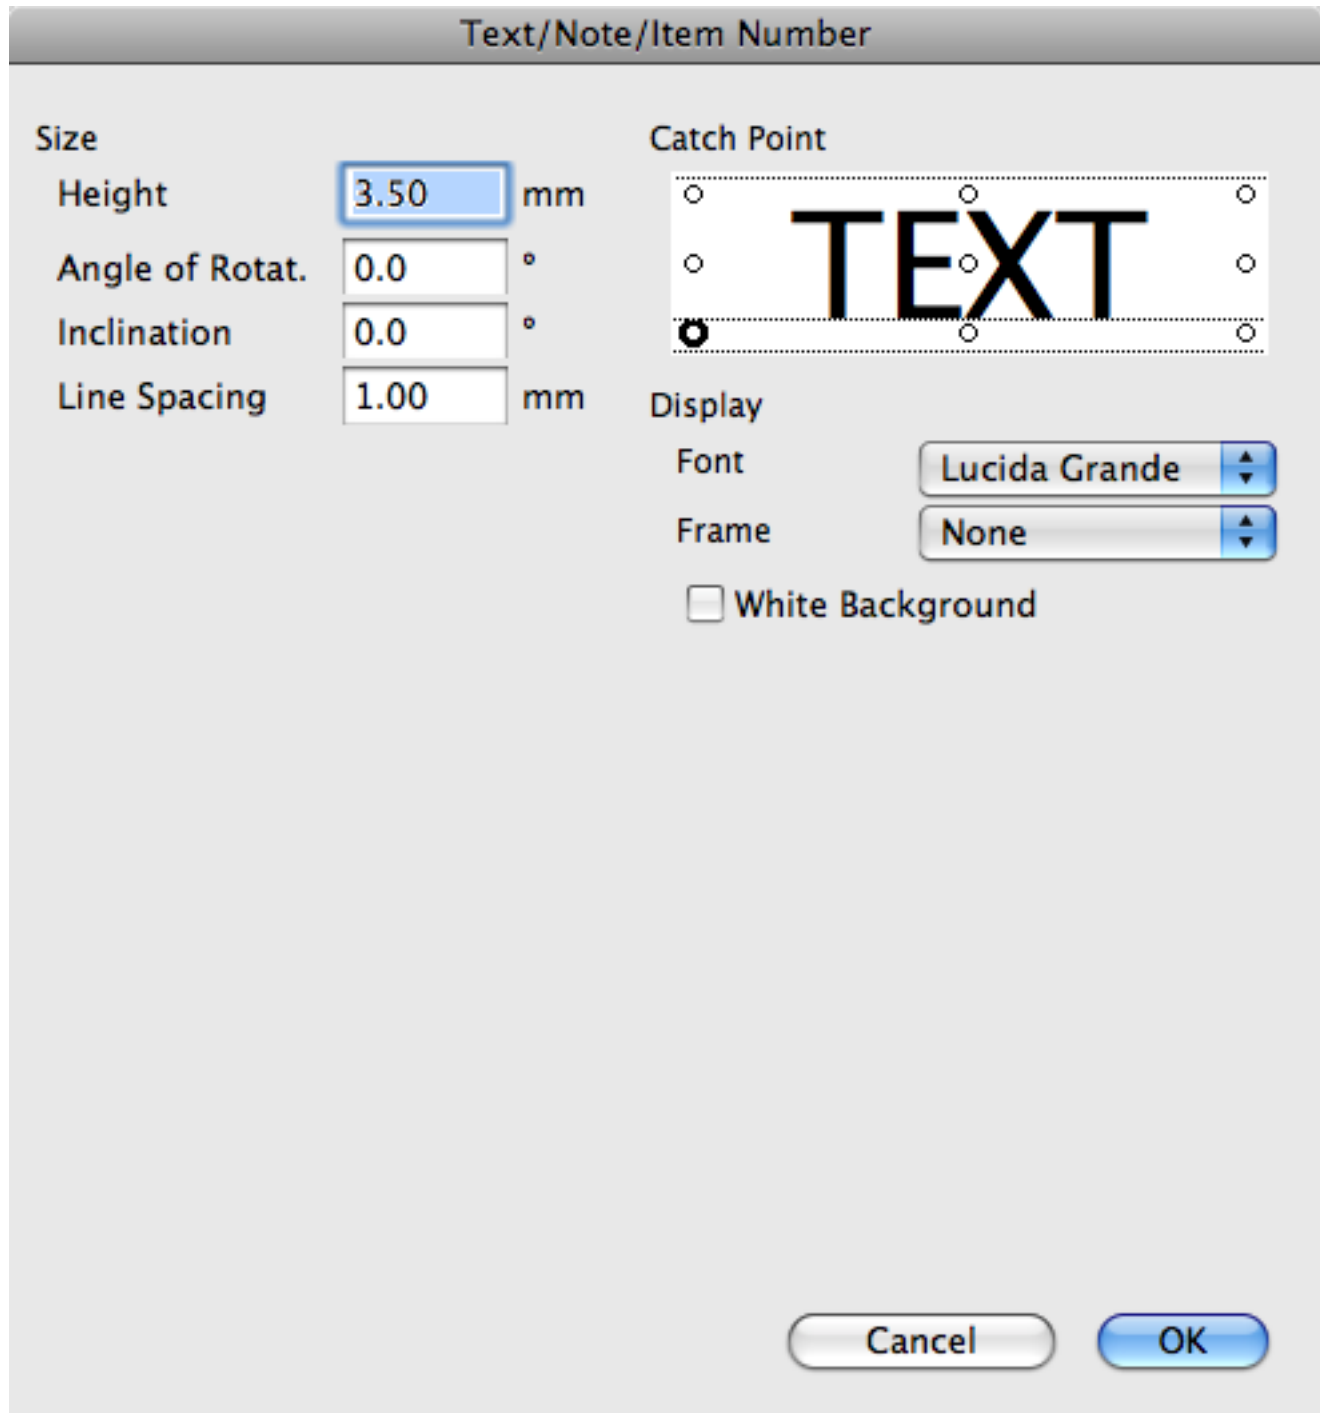 Text/Note/Item Number
Size
Height 3.50 mm
Angle of Rotat. 0.0 °
Inclination 0.0 °
Line Spacing 1.00 mm
Catch Point
TEXT
Display
Font Lucida Grande
Frame None
White Background
Cancel OK